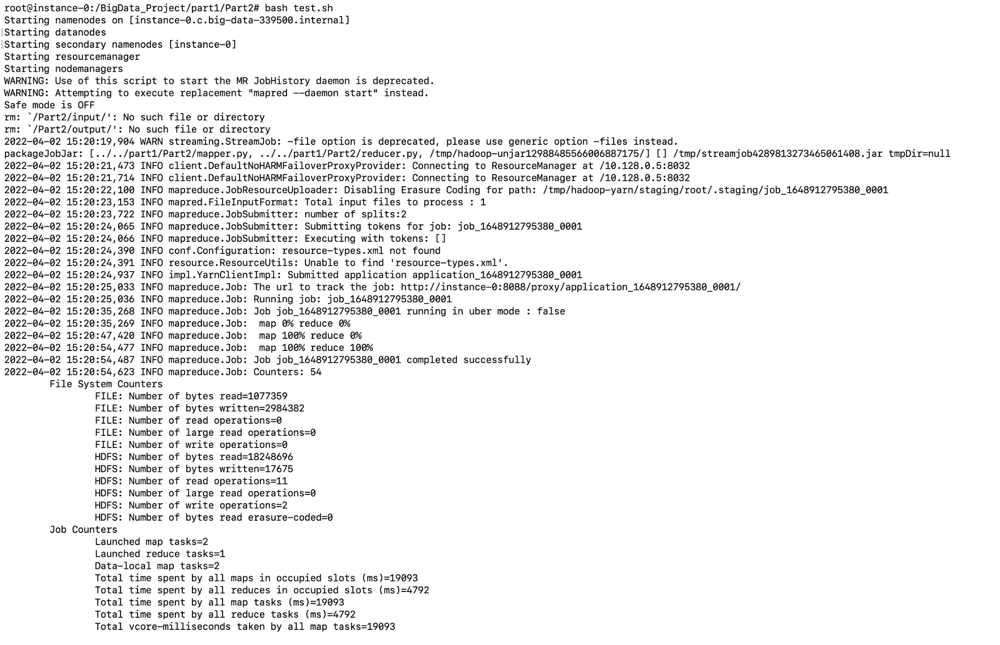 root@instance-0:/BigData_Project/part1/Part2# bash test.sh
Starting namenodes on [instance-0.c.big-data-339500.internal]
[Starting datanodes
[Starting secondary namenodes [instance-0]
Starting resourcemanager
Starting nodemanagers
WARNING: Use of this script to start the MR JobHistory daemon is deprecated.
WARNING: Attempting to execute replacement "mapred --daemon start" instead.
Safe mode is OFF
rm: `/Part2/input/': No such file or directory
rm: `/Part2/output/': No such file or directory
2022-04-02 15:20:19,904 WARN streaming.StreamJob: -file option is deprecated, please use generic option -files instead.
packageJobJar: [../../part1/Part2/mapper.py, ../../part1/Part2/reducer.py, /tmp/hadoop-unjar12988485566006887175/] [] /tmp/streamjob4289813273465061408.jar tmpDir=null
2022-04-02 15:20:21,473 INFO client.DefaultNoHARMFailoverProxyProvider: Connecting to ResourceManager at /10.128.0.5:8032
2022-04-02 15:20:21,714 INFO client.DefaultNoHARMFailoverProxyProvider: Connecting to ResourceManager at /10.128.0.5:8032
2022-04-02 15:20:22,100 INFO mapreduce.JobResourceUploader: Disabling Erasure Coding for path: /tmp/hadoop-yarn/staging/root/.staging/job_1648912795380_0001
2022-04-02 15:20:23,153 INFO mapred.FileInputFormat: Total input files to process : 1
2022-04-02 15:20:23,722 INFO mapreduce.JobSubmitter: number of splits:2
2022-04-02 15:20:24,065 INFO mapreduce.JobSubmitter: Submitting tokens for job: job_1648912795380_0001
2022-04-02 15:20:24,066 INFO mapreduce.JobSubmitter: Executing with tokens: []
2022-04-02 15:20:24,390 INFO conf.Configuration: resource-types.xml not found
2022-04-02 15:20:24,391 INFO resource.ResourceUtils: Unable to find 'resource-types.xml'.
2022-04-02 15:20:24,937 INFO impl.YarnClientImpl: Submitted application application_1648912795380_0001
2022-04-02 15:20:25,033 INFO mapreduce.Job: The url to track the job: http://instance-0:8088/proxy/application_1648912795380_0001/
2022-04-02 15:20:25,036 INFO mapreduce.Job: Running job: job_1648912795380_0001
2022-04-02 15:20:35,268 INFO mapreduce.Job: Job job_1648912795380_0001 running in uber mode : false
2022-04-02 15:20:35,269 INFO mapreduce.Job:  map 0% reduce 0%
2022-04-02 15:20:47,420 INFO mapreduce.Job:  map 100% reduce 0%
2022-04-02 15:20:54,477 INFO mapreduce.Job:  map 100% reduce 100%
2022-04-02 15:20:54,487 INFO mapreduce.Job: Job job_1648912795380_0001 completed successfully
2022-04-02 15:20:54,623 INFO mapreduce.Job: Counters: 54
File System Counters
FILE: Number of bytes read=1077359
FILE: Number of bytes written=2984382
FILE: Number of read operations=0
FILE: Number of large read operations=0
FILE: Number of write operations=0
HDFS: Number of bytes read=18248696
HDFS: Number of bytes written=17675
HDFS: Number of read operations=11
HDFS: Number of large read operations=0
HDFS: Number of write operations=2
HDFS: Number of bytes read erasure-coded=0
Job Counters
Launched map tasks=2
Launched reduce tasks=1
Data-local map tasks=2
Total time spent by all maps in occupied slots (ms)=19093
Total time spent by all reduces in occupied slots (ms)=4792
Total time spent by all map tasks (ms)=19093
Total time spent by all reduce tasks (ms)=4792
Total vcore-milliseconds taken by all map tasks=19093